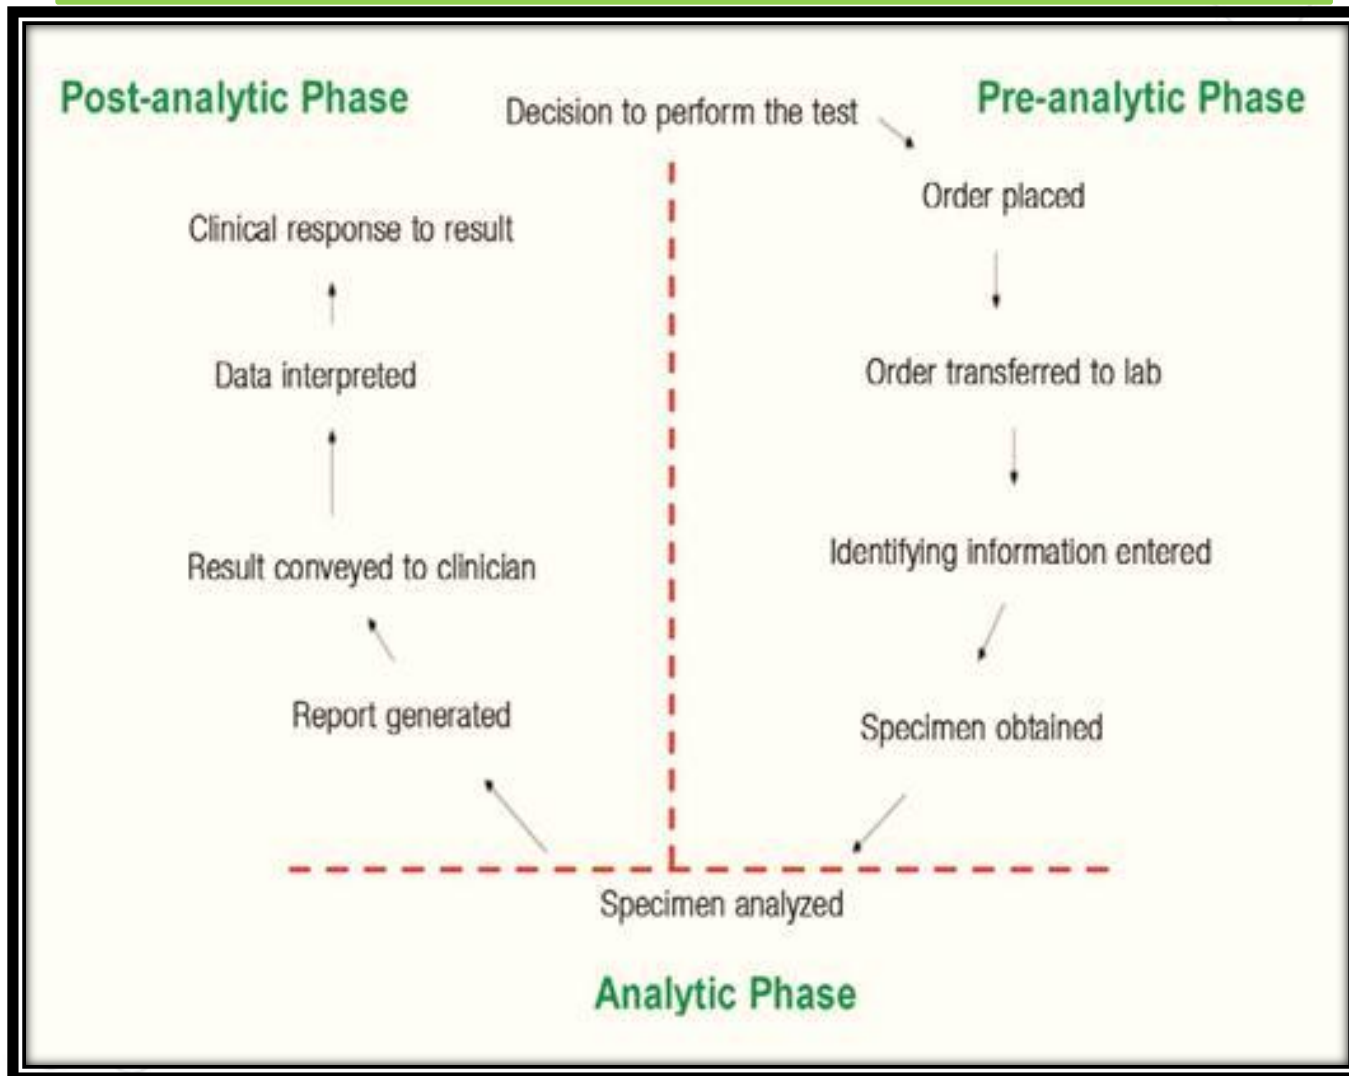 Post-analytic Phase
Decision to perform the test
Pre-analytic Phase
Order placed
Clinical response to result
Order transferred to lab
Data interpreted
Identifying information entered
Result conveyed to clinician
Specimen obtained
Report generated
Specimen analyzed
Analytic Phase